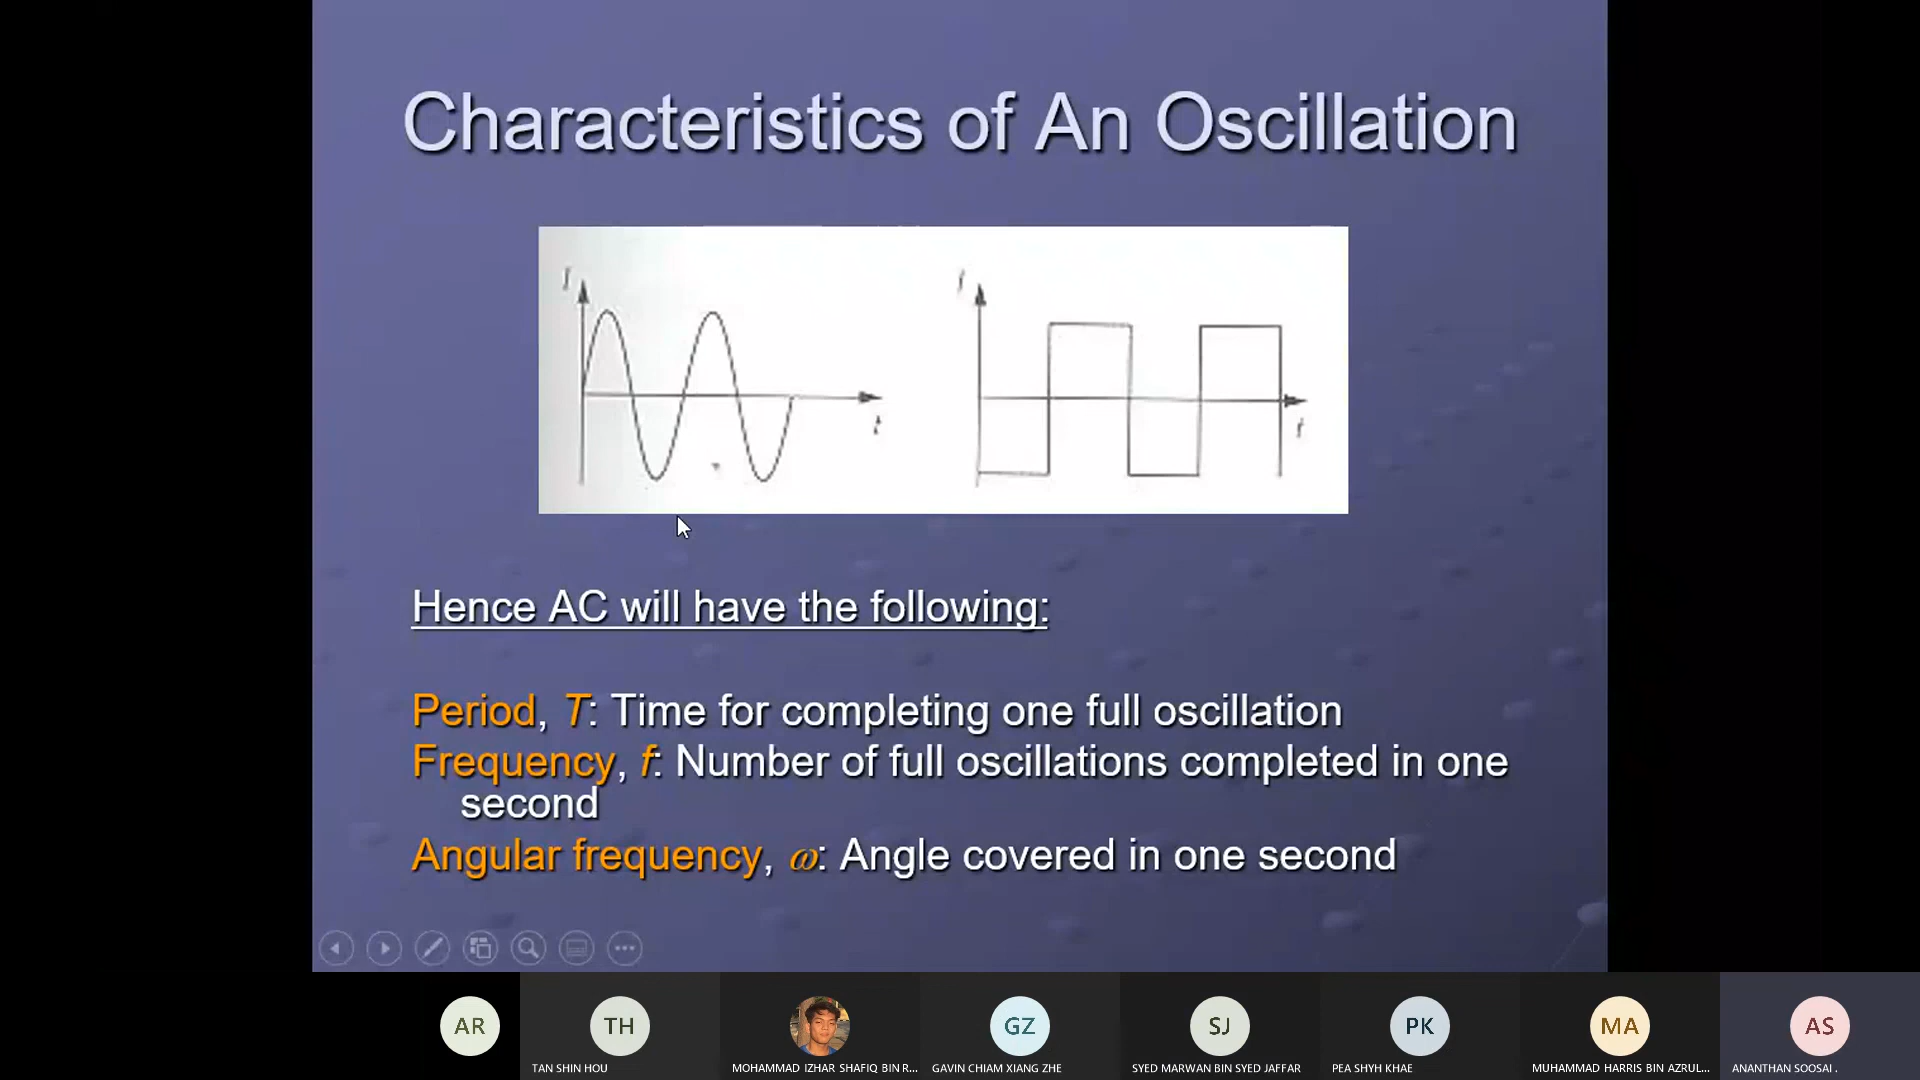 Characteristics of An Oscillation
I
I
t
t
Hence AC will have the following:
Period, T: Time for completing one full oscillation
Frequency, f: Number of full oscillations completed in one
second
Angular frequency, ω: Angle covered in one second
AR
TH
GZ
SJ
PK
MA
AS
TAN SHIN HOU
MOHAMMAD IZHAR SHAFIQ BIN R...
GAVIN CHIAM XIANG ZHE
SYED MARWAN BIN SYED JAFFAR
PEA SHYH KHAE
MUHAMMAD HARRIS BIN AZRUL...
ANANTHAN SOOSAI .